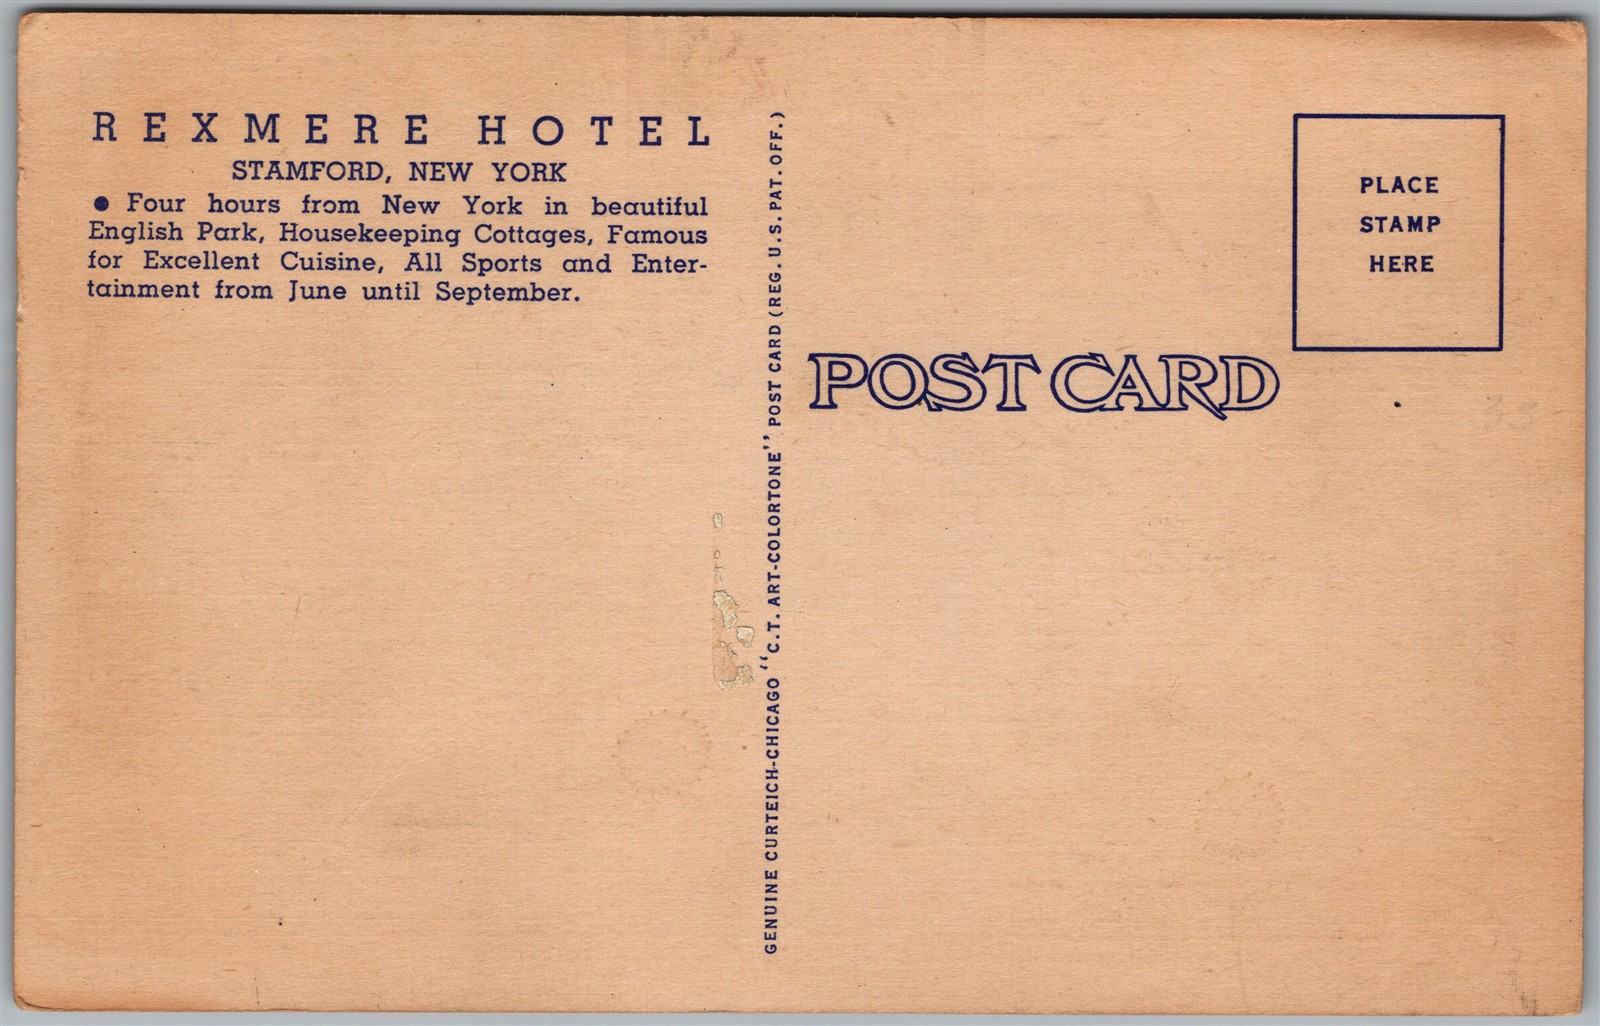 REXMERE HOTEL
STAMFORD, NEW YORK
● Four hours from New York in beautiful
English Park, Housekeeping Cottages, Famous
for Excellent Cuisine, All Sports and Enter-
tainment from June until September.
GENUINE CURTEICH-CHICAGO "C.T. ART-COLORTONE" POST CARD (REG. U.S. PAT. OFF.)
POST CARD
PLACE
STAMP
HERE